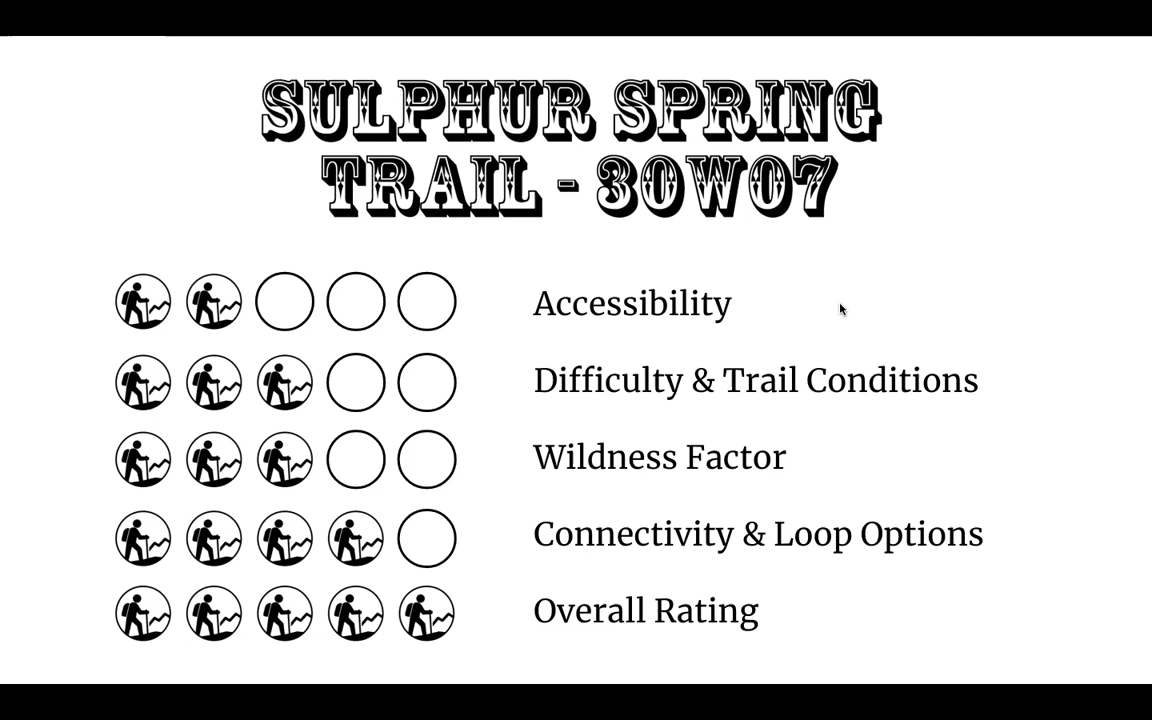 SULPHUR SPRING
TRAIL - 30W07
Accessibility
Difficulty & Trail Conditions
Wildness Factor
Connectivity & Loop Options
Overall Rating